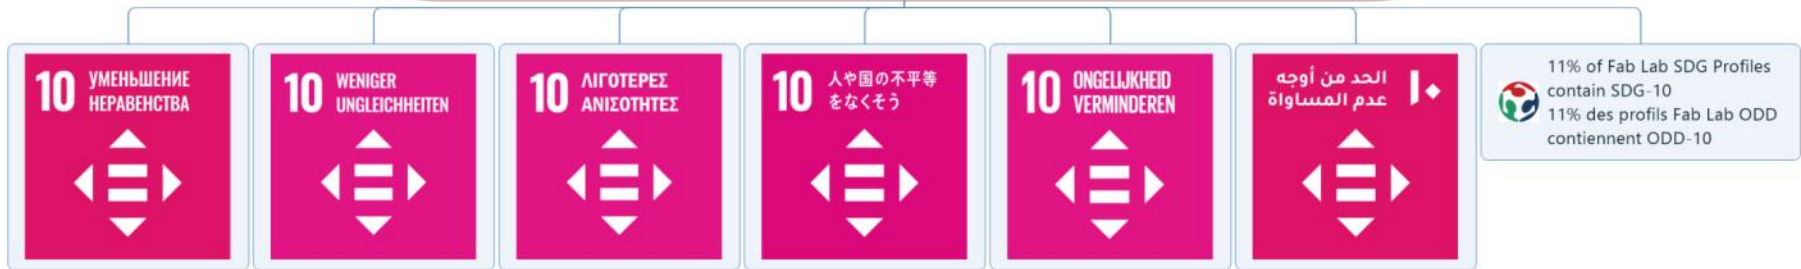 10 УМЕНЬШЕНИЕ
НЕРАВЕНСТВА
10 WENIGER
UNGLEICHHEITEN
10 ΛΙΓΟΤΕΡΕΣ
ΑΝΙΣΟΤΗΤΕΣ
10 人や国の不平等
をなくそう
10 ONGELIJKHEID
VERMINDEREN
١٠ الحد من أوجه
عدم المساواة
11% of Fab Lab SDG Profiles
contain SDG-10
11% des profils Fab Lab ODD
contiennent ODD-10